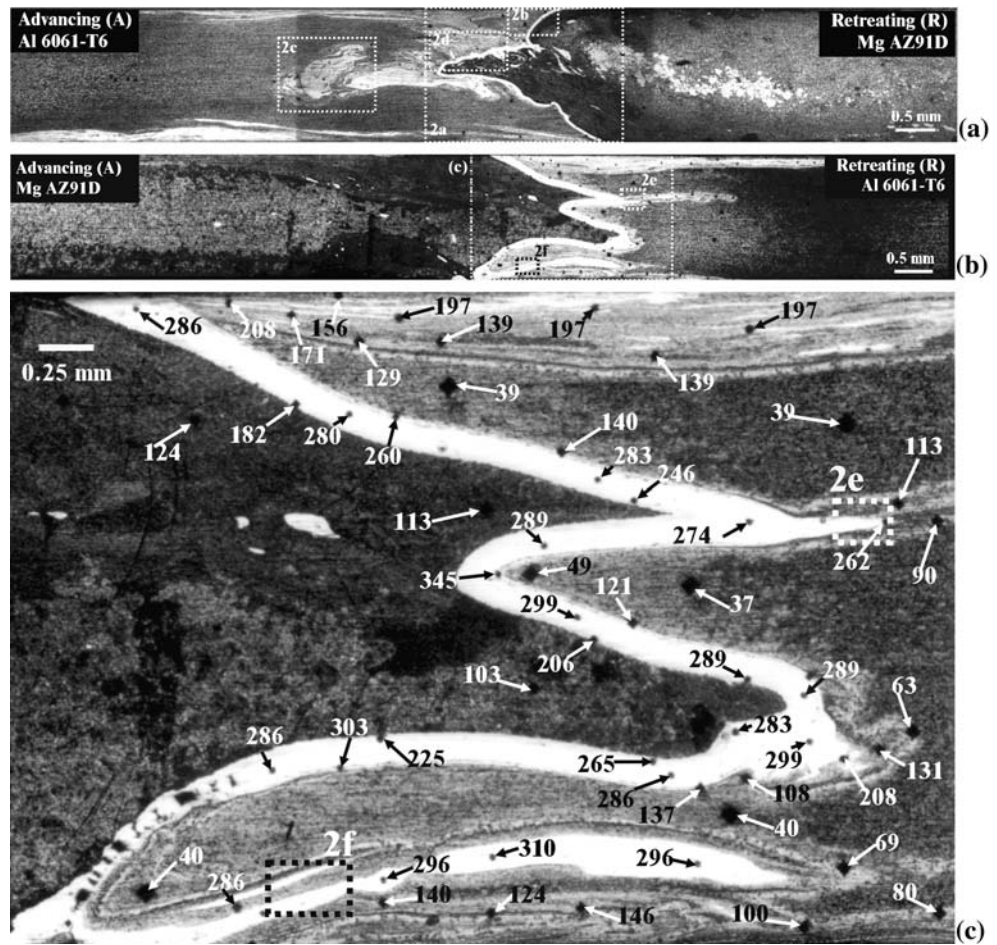 Advancing (A)
Al 6061-T6
2c
2d
2b
2a
Retreating (R)
Mg AZ91D
0.5 mm
(a)
Advancing (A)
Mg AZ91D
(c)
2e
2f
Retreating (R)
Al 6061-T6
0.5 mm
(b)
286
208
171
156
197
197
197
129
139
139
0.25 mm
39
39
124
182
280
260
140
283
246
113
2e
113
289
274
262
90
345
49
121
37
299
206
103
289
289
63
286
303
225
265
283
299
131
286
137
108
208
40
40
2f
296
310
296
69
286
140
124
146
100
80
(c)